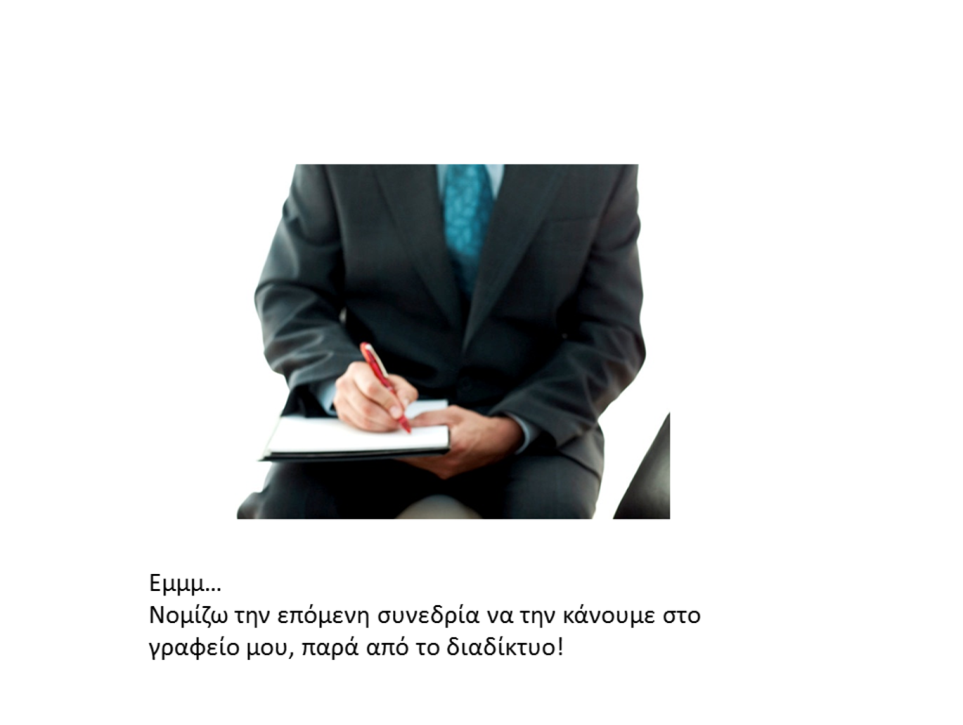 Εμμμ...
Νομίζω την επόμενη συνεδρία να την κάνουμε στο
γραφείο μου, παρά από το διαδίκτυο!